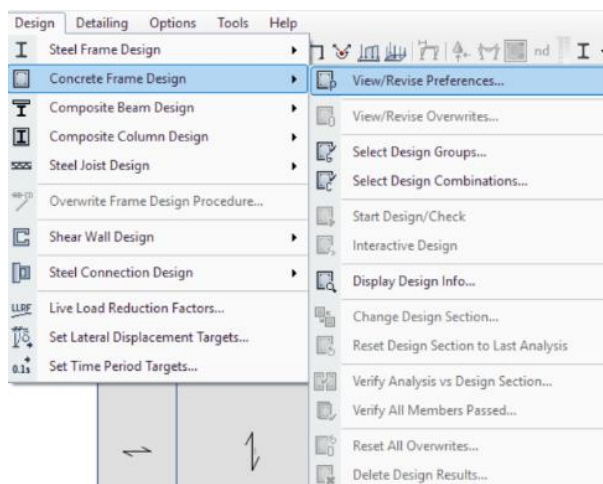 Design Detailing Options Tools Help
nd
Steel Frame Design
Concrete Frame Design
Composite Beam Design
Composite Column Design
Steel Joist Design
Overwrite Frame Design Procedure...
Shear Wall Design
Steel Connection Design
LLRF Live Load Reduction Factors...
Set Lateral Displacement Targets...
0.1s Set Time Period Targets...
View/Revise Preferences...
View/Revise Overwrites...
Select Design Groups...
Select Design Combinations...
Start Design/Check
Interactive Design
Display Design Info...
Change Design Section...
Reset Design Section to Last Analysis
Verify Analysis vs Design Section...
Verify All Members Passed...
Reset All Overwrites...
Delete Design Results...